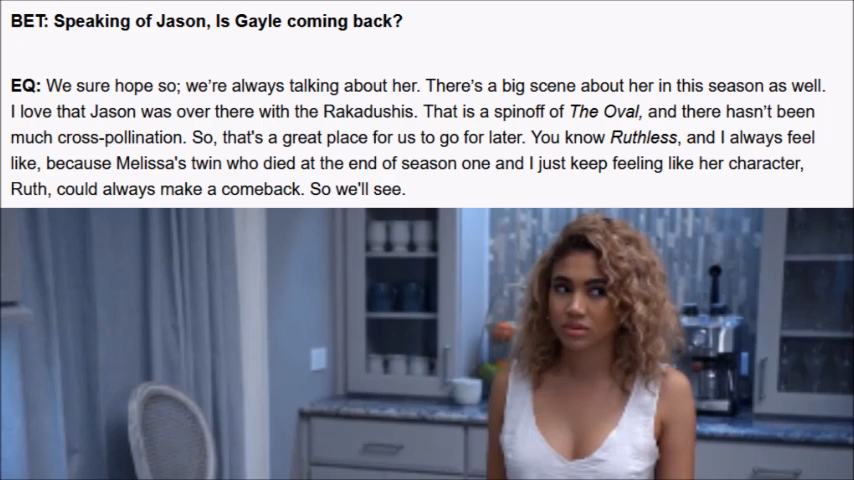 BET: Speaking of Jason, Is Gayle coming back?
EQ: We sure hope so; we’re always talking about her. There’s a big scene about her in this season as well.
I love that Jason was over there with the Rakadushis. That is a spinoff of The Oval, and there hasn’t been
much cross-pollination. So, that's a great place for us to go for later. You know Ruthless, and I always feel
like, because Melissa's twin who died at the end of season one and I just keep feeling like her character,
Ruth, could always make a comeback. So we'll see.